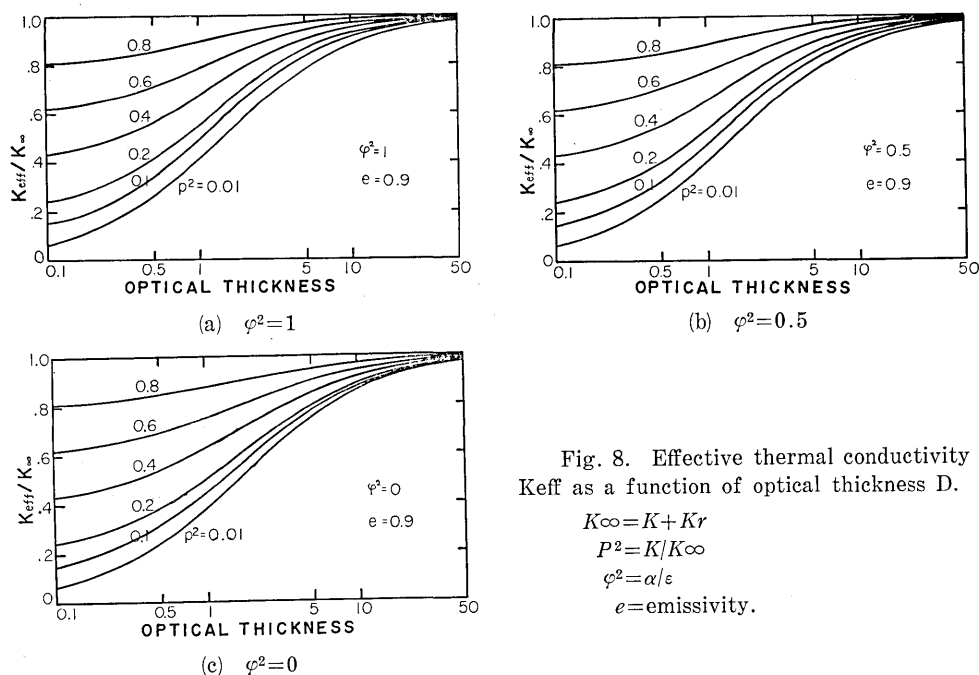 1.0
.8
.6
.4
.2
0
Keff/K∞
0.8
0.6
0.4
0.2
0.1
p²=0.01
φ²=1
e=0.9
0.1 0.5 1 5 10 50
OPTICAL THICKNESS
(a) φ²=1
1.0
.8
.6
.4
.2
0
Keff/K∞
0.8
0.6
0.4
0.2
0.1
p²=0.01
φ²=0.5
e=0.9
0.1 0.5 1 5 10 50
OPTICAL THICKNESS
(b) φ²=0.5
1.0
.8
.6
.4
.2
0
Keff/K∞
0.8
0.6
0.4
0.2
0.1
p²=0.01
φ²=0
e=0.9
0.1 0.5 1 5 10 50
OPTICAL THICKNESS
(c) φ²=0
Fig. 8. Effective thermal conductivity
Keff as a function of optical thickness D.
K∞=K+Kr
P²=K/K∞
φ²=α/ε
e=emissivity.